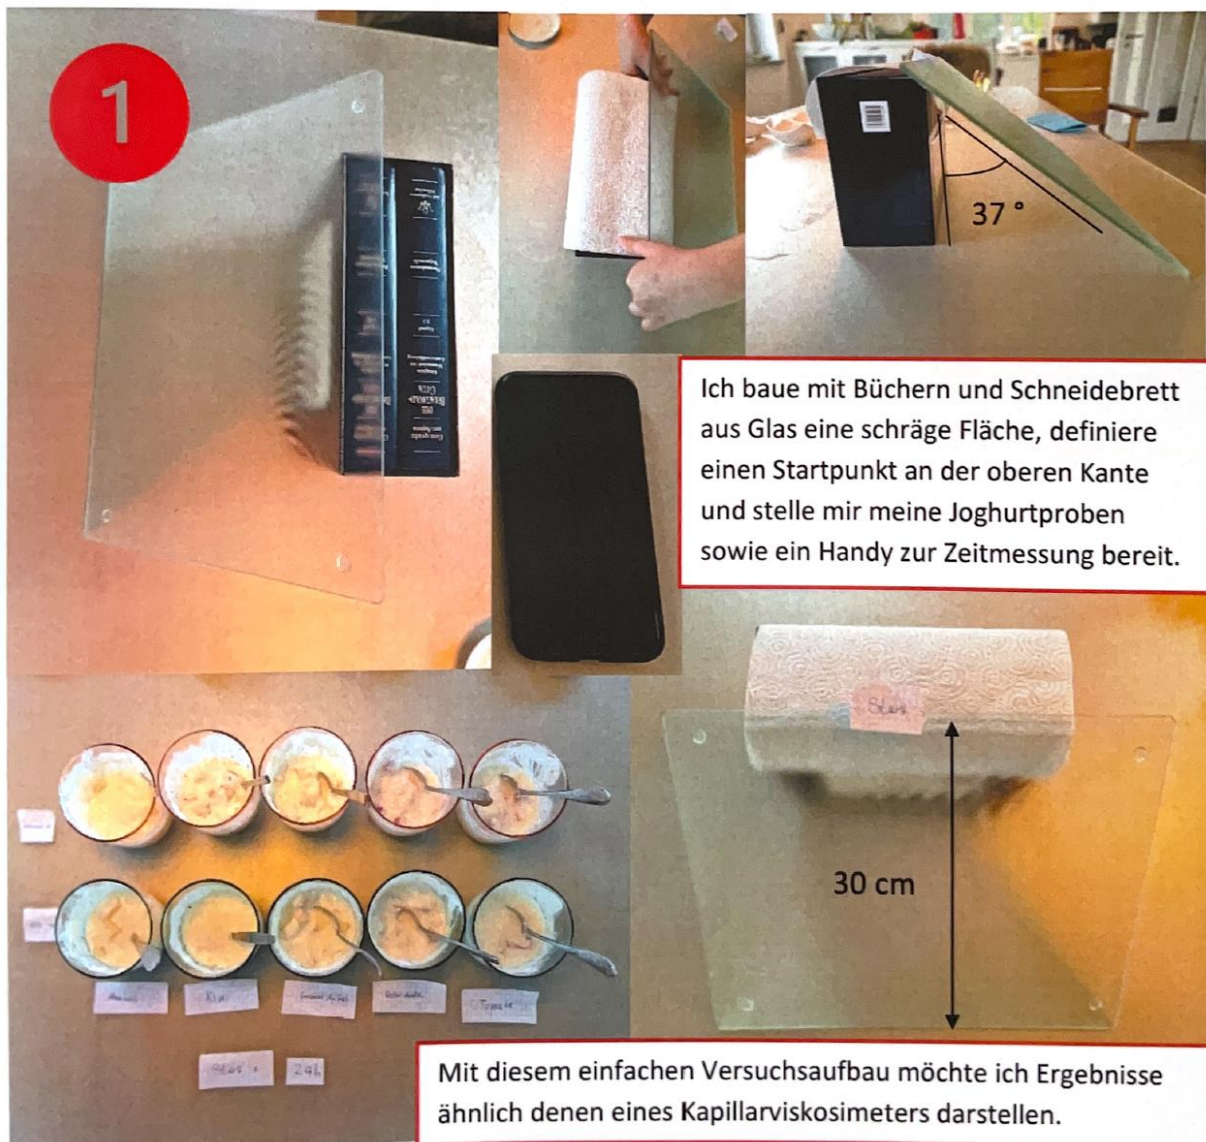 1
37 °
Ich baue mit Büchern und Schneidebrett
aus Glas eine schräge Fläche, definiere
einen Startpunkt an der oberen Kante
und stelle mir meine Joghurtproben
sowie ein Handy zur Zeitmessung bereit.
Start
30 cm
Kiwi
Tomate
24h
Mit diesem einfachen Versuchsaufbau möchte ich Ergebnisse
ähnlich denen eines Kapillarviskosimeters darstellen.